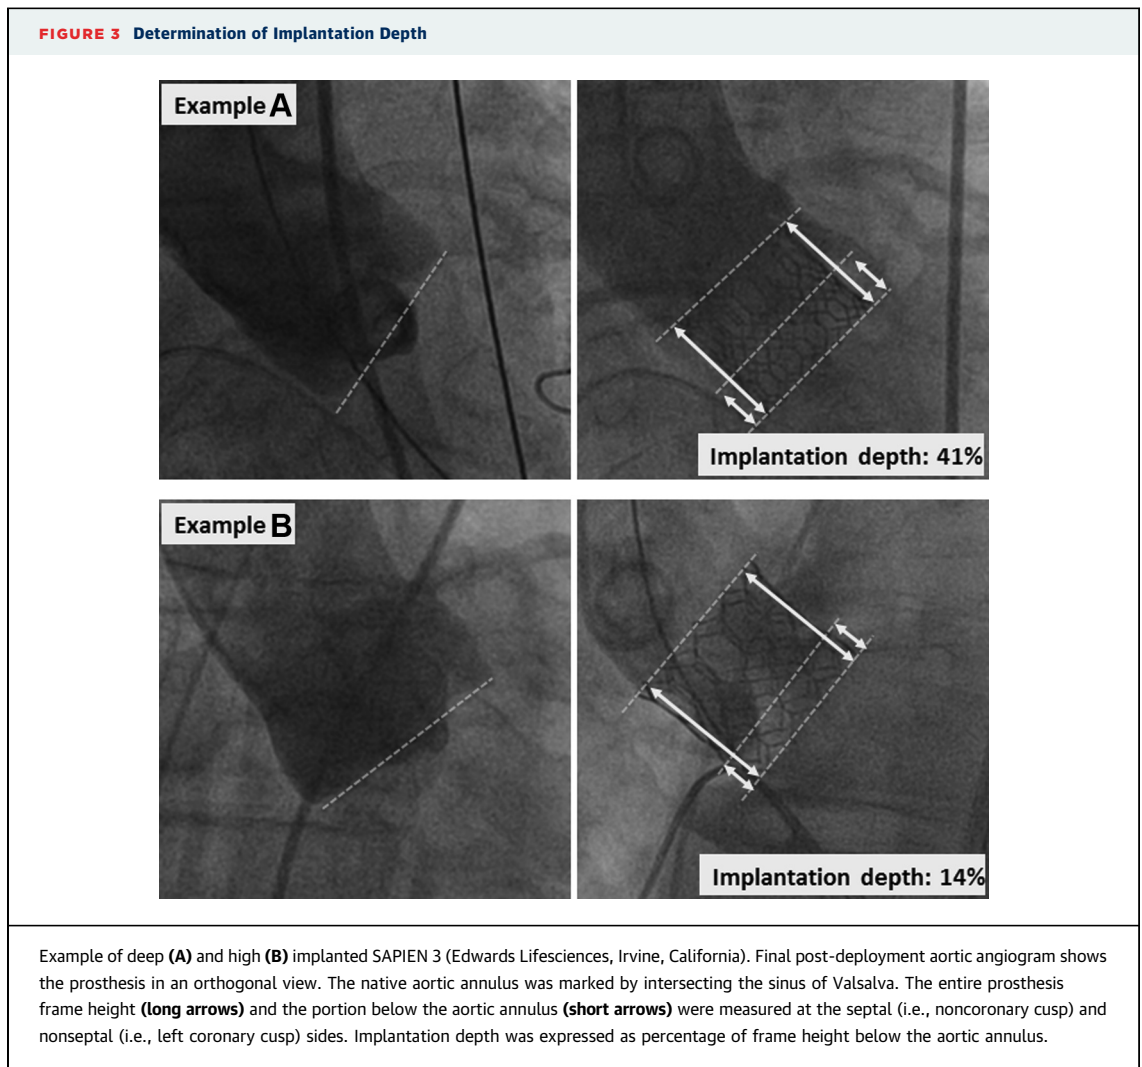 FIGURE 3 Determination of Implantation Depth
Example A
Implantation depth: 41%
Example B
Implantation depth: 14%
Example of deep (A) and high (B) implanted SAPIEN 3 (Edwards Lifesciences, Irvine, California). Final post-deployment aortic angiogram shows
the prosthesis in an orthogonal view. The native aortic annulus was marked by intersecting the sinus of Valsalva. The entire prosthesis
frame height (long arrows) and the portion below the aortic annulus (short arrows) were measured at the septal (i.e., noncoronary cusp) and
nonseptal (i.e., left coronary cusp) sides. Implantation depth was expressed as percentage of frame height below the aortic annulus.